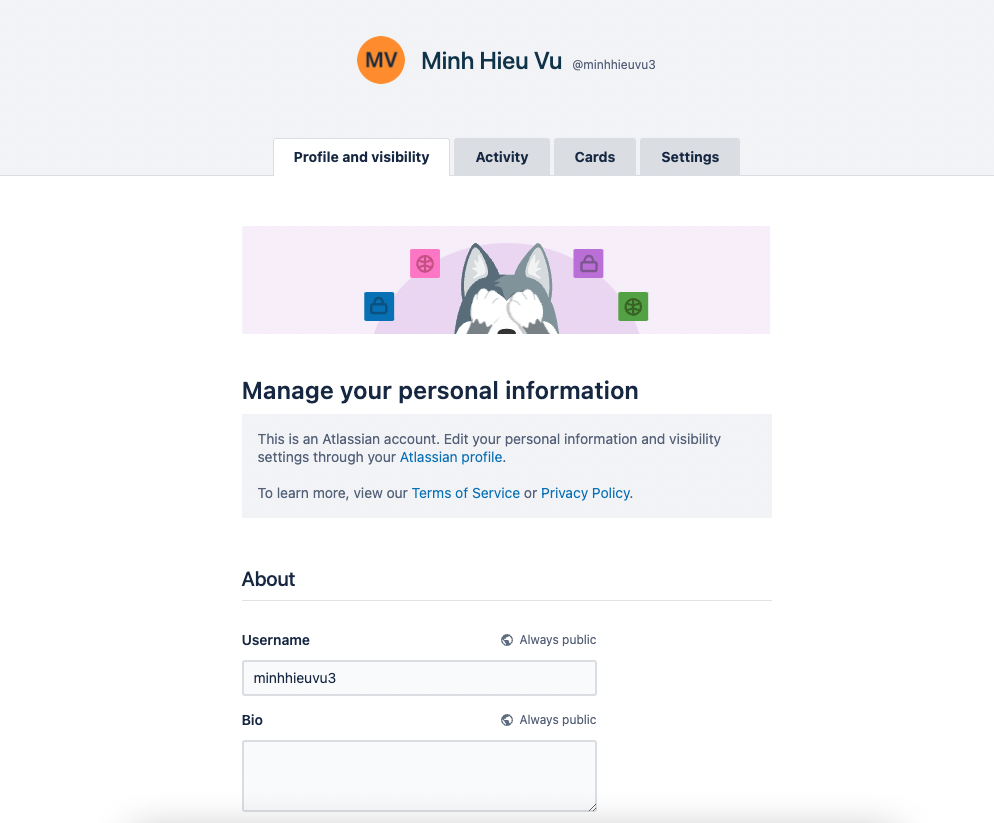 MV
Minh Hieu Vu @minhhieuvu3
Profile and visibility
Activity
Cards
Settings
Manage your personal information
This is an Atlassian account. Edit your personal information and visibility
settings through your Atlassian profile.
To learn more, view our Terms of Service or Privacy Policy.
About
Username
Always public
minhhieuvu3
Bio
Always public